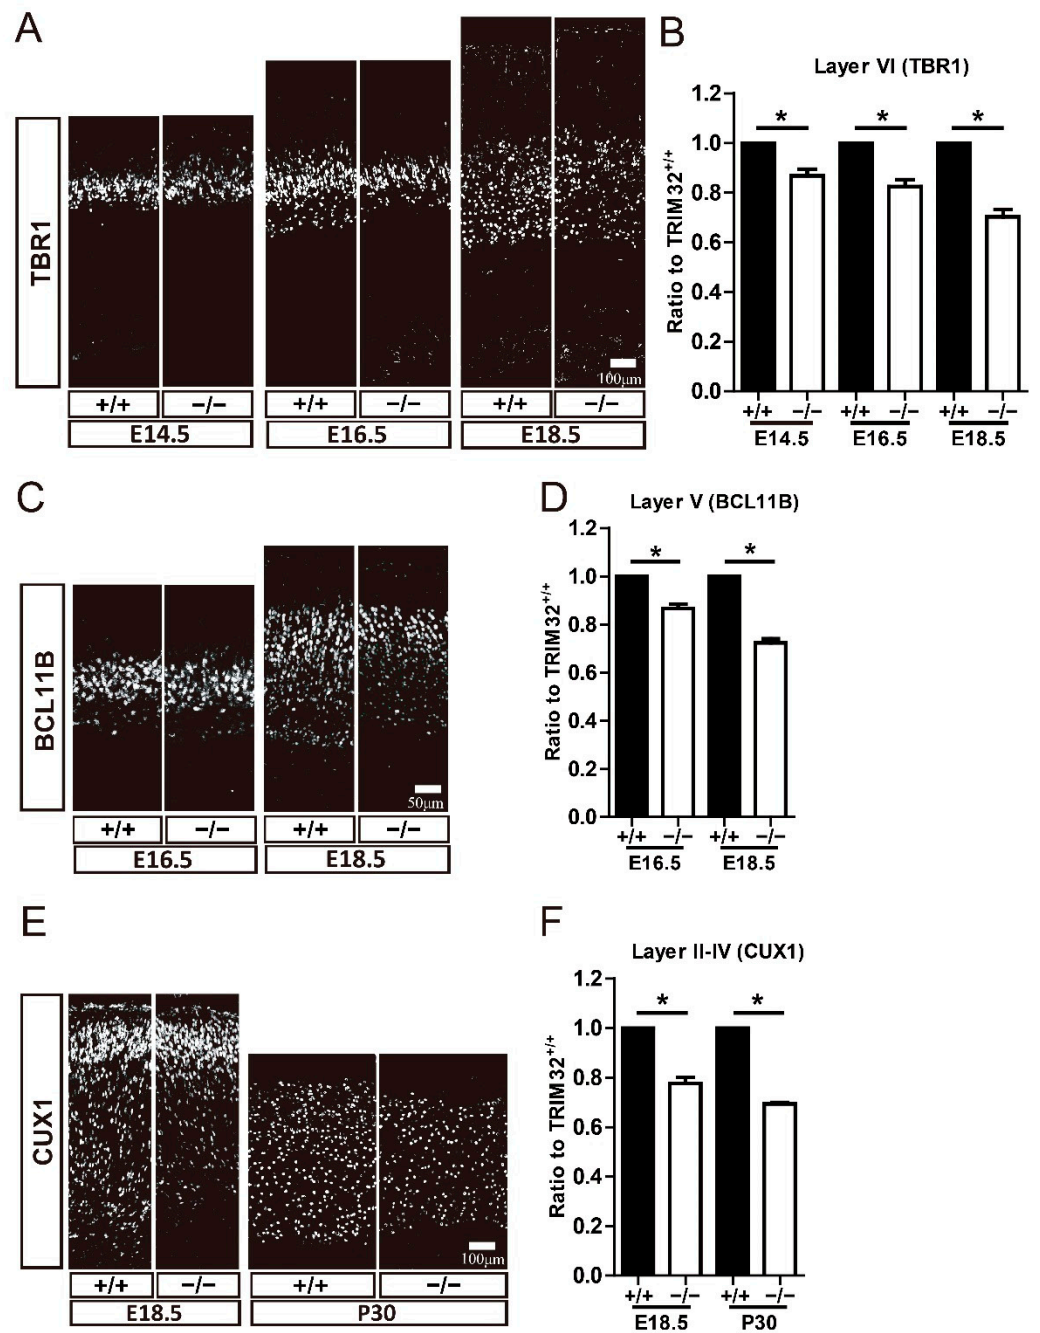 A
TBR1
100μm
+/+ −/− +/+ −/− +/+ −/−
E14.5 E16.5 E18.5
B
Layer VI (TBR1)
Ratio to TRIM32+/+
1.2
1.0
0.8
0.6
0.4
0.2
0.0
* * *
+/+ −/− +/+ −/− +/+ −/−
E14.5 E16.5 E18.5
C
BCL11B
50μm
+/+ −/− +/+ −/−
E16.5 E18.5
D
Layer V (BCL11B)
Ratio to TRIM32+/+
1.2
1.0
0.8
0.6
0.4
0.2
0.0
* *
+/+ −/− +/+ −/−
E16.5 E18.5
E
CUX1
100μm
+/+ −/− +/+ −/−
E18.5 P30
F
Layer II-IV (CUX1)
Ratio to TRIM32+/+
1.2
1.0
0.8
0.6
0.4
0.2
0.0
* *
+/+ −/− +/+ −/−
E18.5 P30